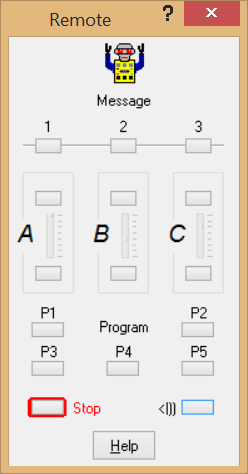 Remote ? x
Message
1 2 3
A B C
P1 Program P2
P3 P4 P5
Stop <I))
Help